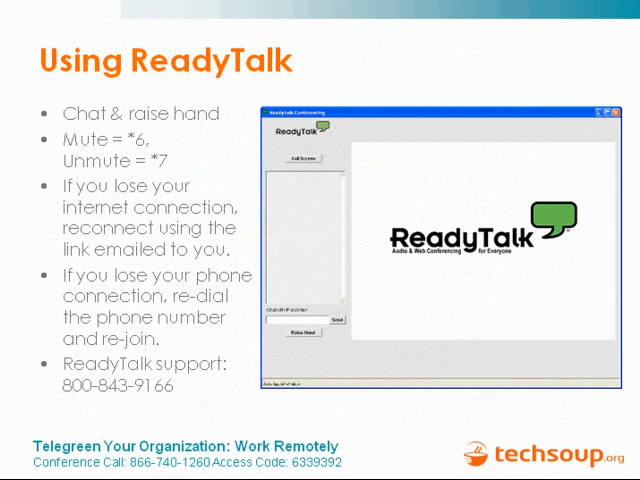 Using ReadyTalk
• Chat & raise hand
• Mute = *6,
Unmute = *7
• If you lose your
internet connection,
reconnect using the
link emailed to you.
• If you lose your phone
connection, re-dial
the phone number
and re-join.
• ReadyTalk support:
800-843-9166
ReadyTalk Conferencing
ReadyTalk
Full Screen
Send
Raise Hand
ReadyTalk
Audio & Web Conferencing for Everyone
Java Applet Window
Telegreen Your Organization: Work Remotely
Conference Call: 866-740-1260 Access Code: 6339392
techsoup.org